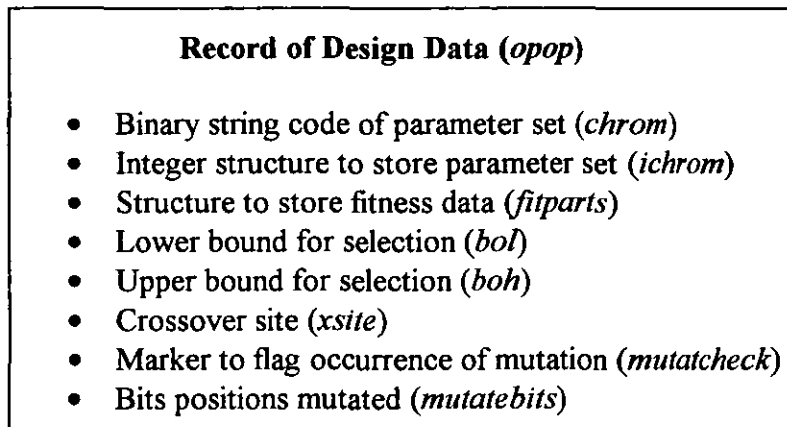 Record of Design Data (opop)
• Binary string code of parameter set (chrom)
• Integer structure to store parameter set (ichrom)
• Structure to store fitness data (fitparts)
• Lower bound for selection (bol)
• Upper bound for selection (boh)
• Crossover site (xsite)
• Marker to flag occurrence of mutation (mutatcheck)
• Bits positions mutated (mutatebits)